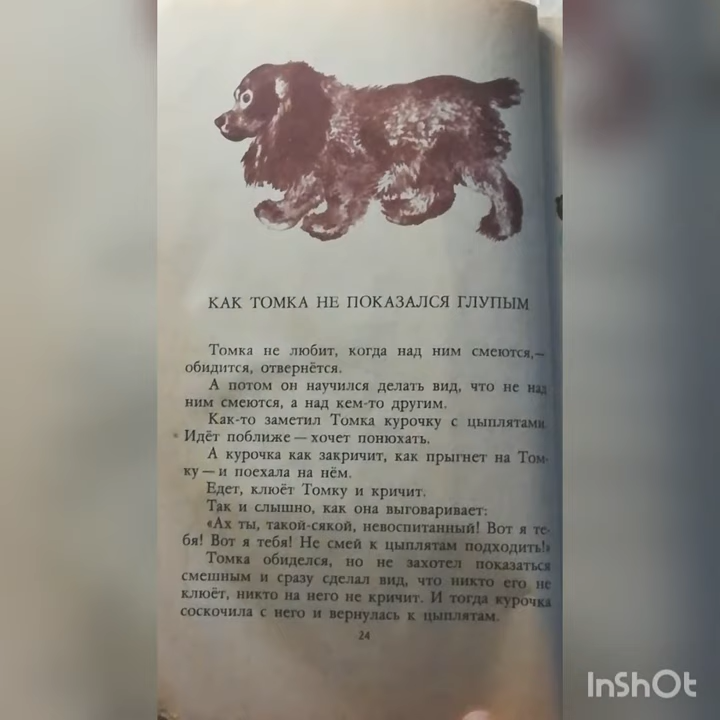 КАК ТОМКА НЕ ПОКАЗАЛСЯ ГЛУПЫМ
Томка не любит, когда над ним смеются,—
обидится, отвернётся.
А потом он научился делать вид, что не над
ним смеются, а над кем-то другим.
Как-то заметил Томка курочку с цыплятами.
Идёт поближе — хочет понюхать.
А курочка как закричит, как прыгнет на Том-
ку — и поехала на нём.
Едет, клюёт Томку и кричит.
Так и слышно, как она выговаривает:
«Ах ты, такой-сякой, невоспитанный! Вот я те-
бя! Вот я тебя! Не смей к цыплятам подходить!»
Томка обиделся, но не захотел показаться
смешным и сразу сделал вид, что никто его не
клюёт, никто на него не кричит. И тогда курочка
соскочила с него и вернулась к цыплятам.
24
InShOt